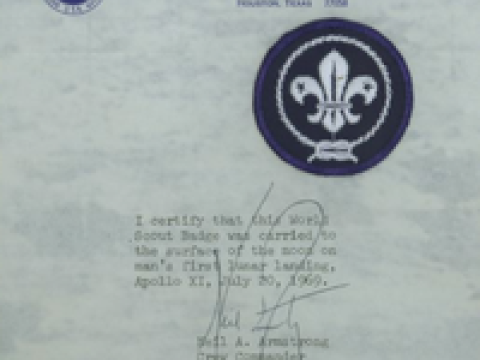 HOUSTON, TEXAS 77058
I certify that this World
Scout Badge was carried to
the surface of the moon on
man's first lunar landing,
Apollo XI, July 20, 1969.
Neil A. Armstrong
Crew Commander